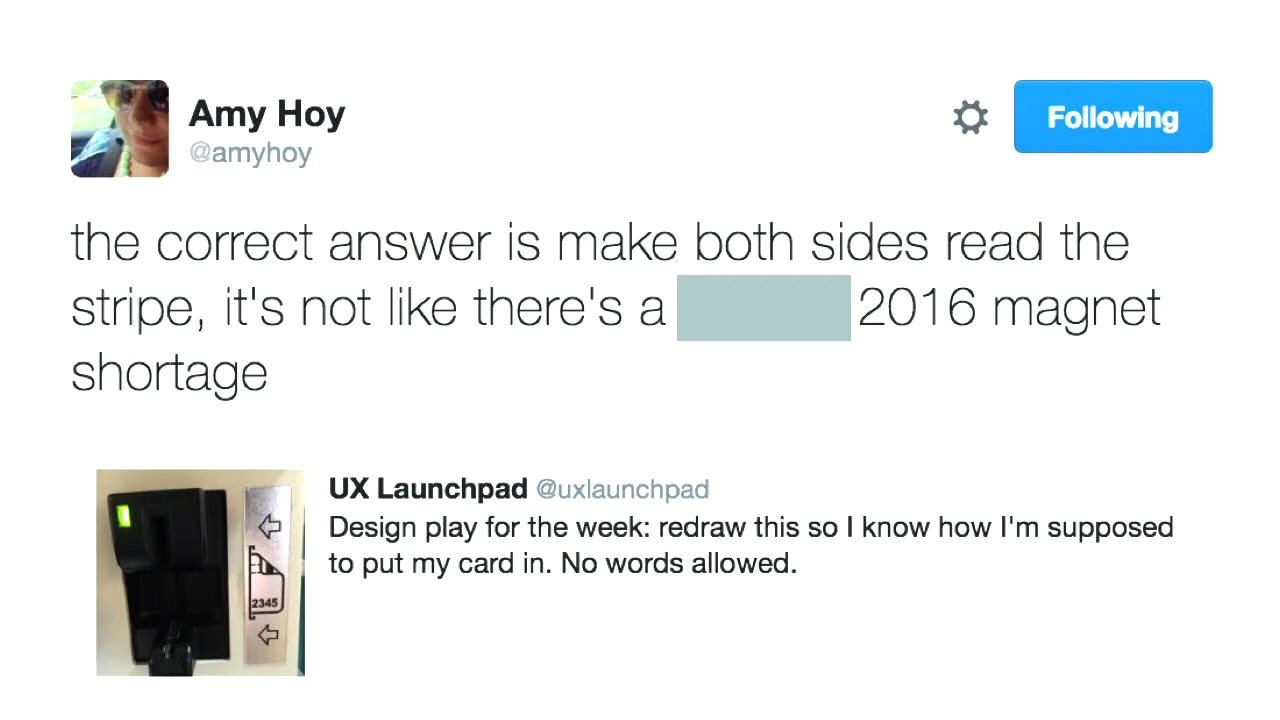 Amy Hoy
@amyhoy
Following
the correct answer is make both sides read the
stripe, it's not like there's a 2016 magnet
shortage
UX Launchpad @uxlaunchpad
Design play for the week: redraw this so I know how I'm supposed
to put my card in. No words allowed.
2345